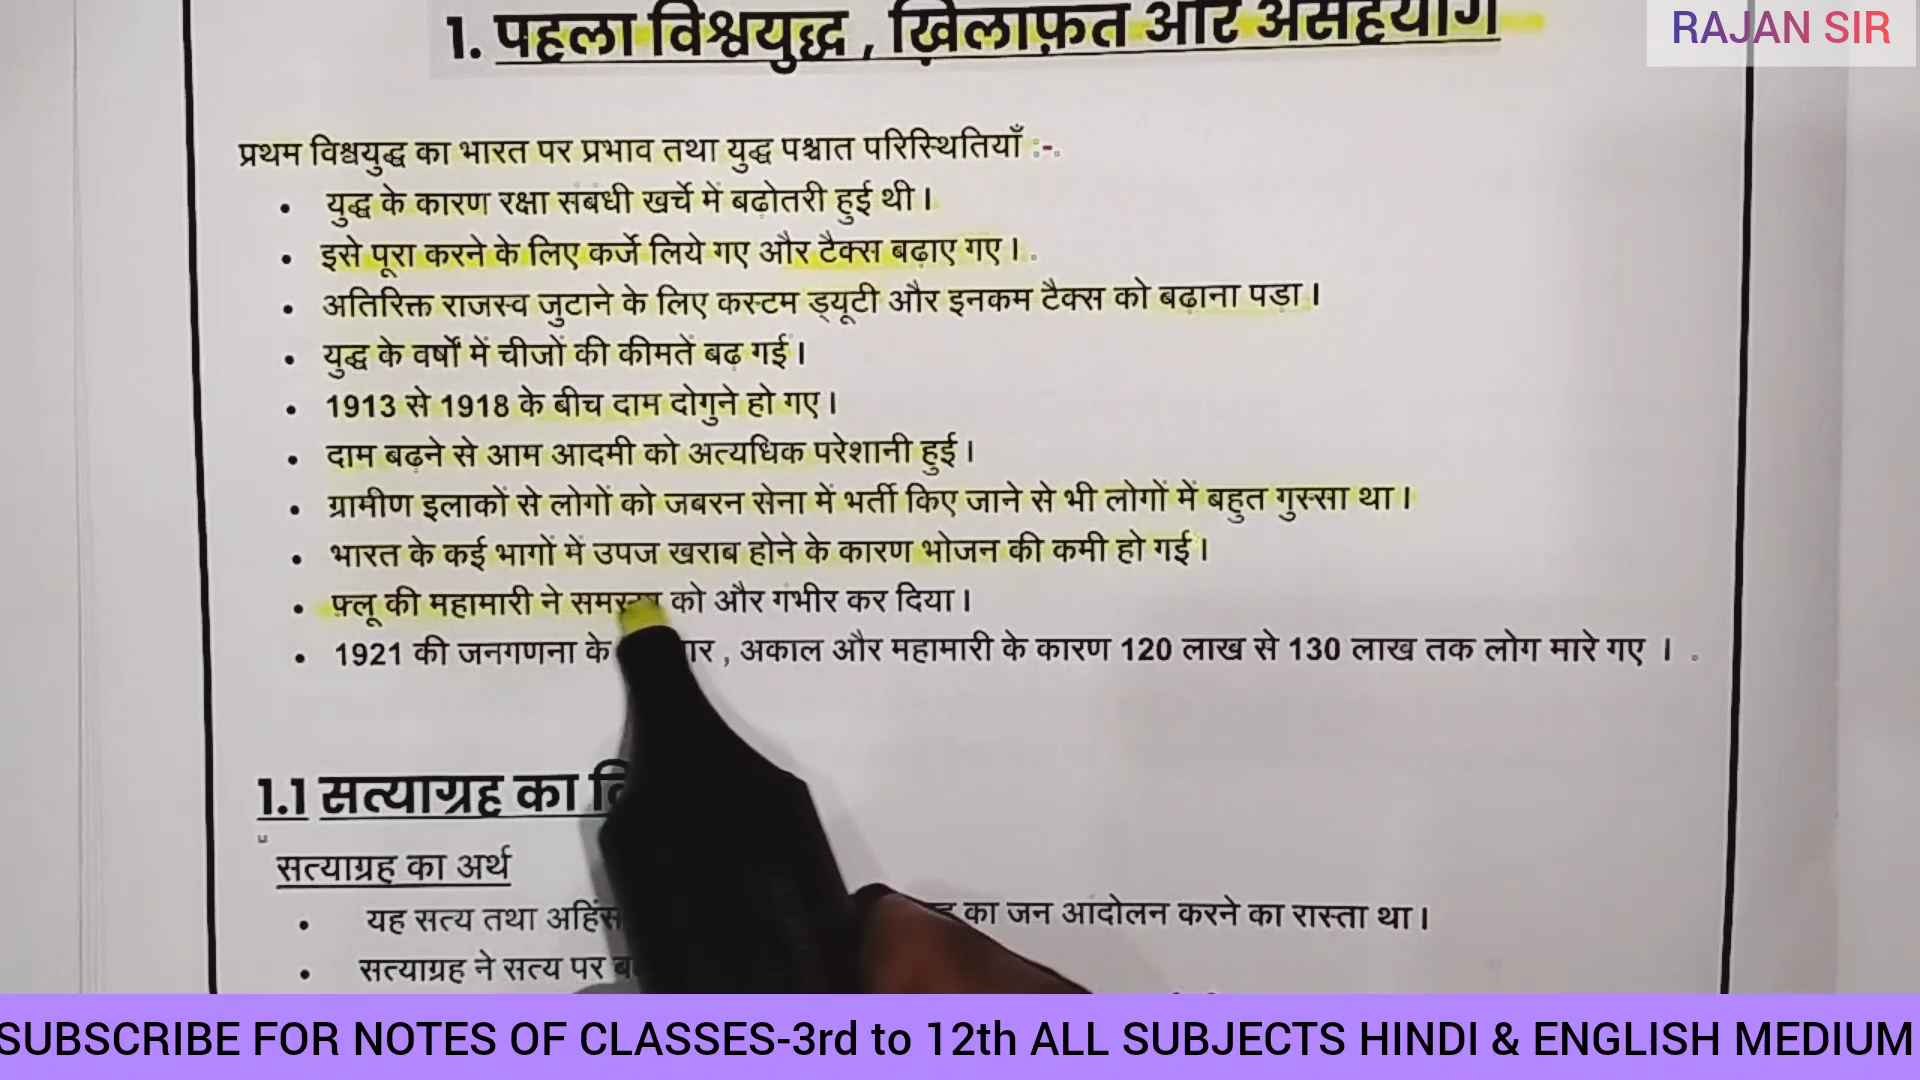 RAJAN SIR
1. पहला विश्वयुद्ध , ख़िलाफ़त और असहयोग
प्रथम विश्वयुद्ध का भारत पर प्रभाव तथा युद्ध पश्चात परिस्थितियाँ :-
• युद्ध के कारण रक्षा संबंधी खर्चे में बढ़ोतरी हुई थी ।
• इसे पूरा करने के लिए कर्जे लिये गए और टैक्स बढ़ाए गए ।
• अतिरिक्त राजस्व जुटाने के लिए कस्टम ड्यूटी और इनकम टैक्स को बढ़ाना पड़ा ।
• युद्ध के वर्षों में चीजों की कीमतें बढ़ गई ।
• 1913 से 1918 के बीच दाम दोगुने हो गए ।
• दाम बढ़ने से आम आदमी को अत्यधिक परेशानी हुई ।
• ग्रामीण इलाकों से लोगों को जबरन सेना में भर्ती किए जाने से भी लोगों में बहुत गुस्सा था ।
• भारत के कई भागों में उपज खराब होने के कारण भोजन की कमी हो गई ।
• फ़्लू की महामारी ने को और गंभीर कर दिया ।
• 1921 की जनगणना के , अकाल और महामारी के कारण 120 लाख से 130 लाख तक लोग मारे गए ।
1.1 सत्याग्रह का
सत्याग्रह का अर्थ
• यह सत्य तथा का जन आंदोलन करने का रास्ता था ।
• सत्याग्रह ने सत्य पर
SUBSCRIBE FOR NOTES OF CLASSES-3rd to 12th ALL SUBJECTS HINDI & ENGLISH MEDIUM